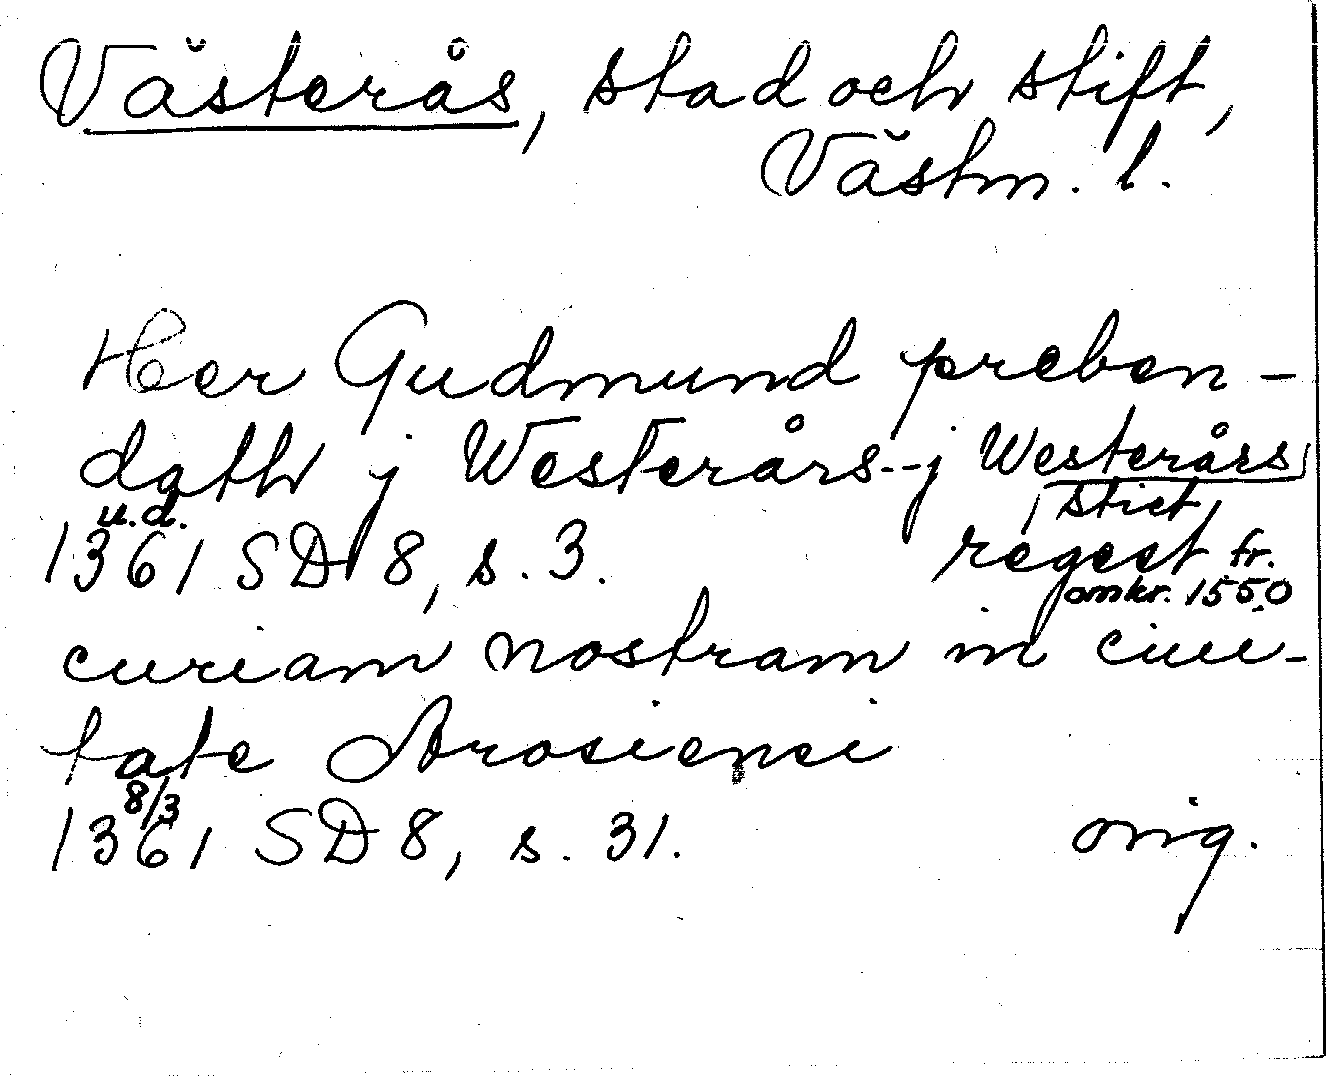 Västerås, stad och stift,
Västm. l.
Her Gudmund preben-
dath j Westerårs--j Westerårs
stict
u.d.
1361 SD 8, s. 3. regest fr.
omkr. 1550
curiam nostram in ciui-
tate Arosiensi
8/3
1361 SD 8, s. 31. orig.